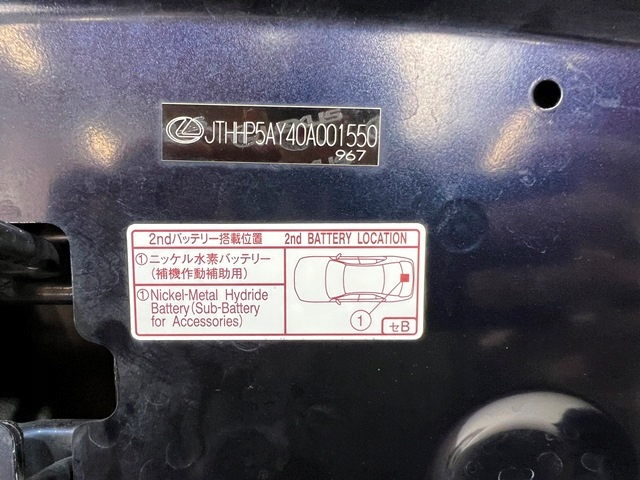 JTHHP5AY40A001550
967
2ndバッテリー搭載位置 2nd BATTERY LOCATION
①ニッケル水素バッテリー
(補機作動補助用)
①Nickel-Metal Hydride
Battery(Sub-Battery
for Accessories)
①
セB